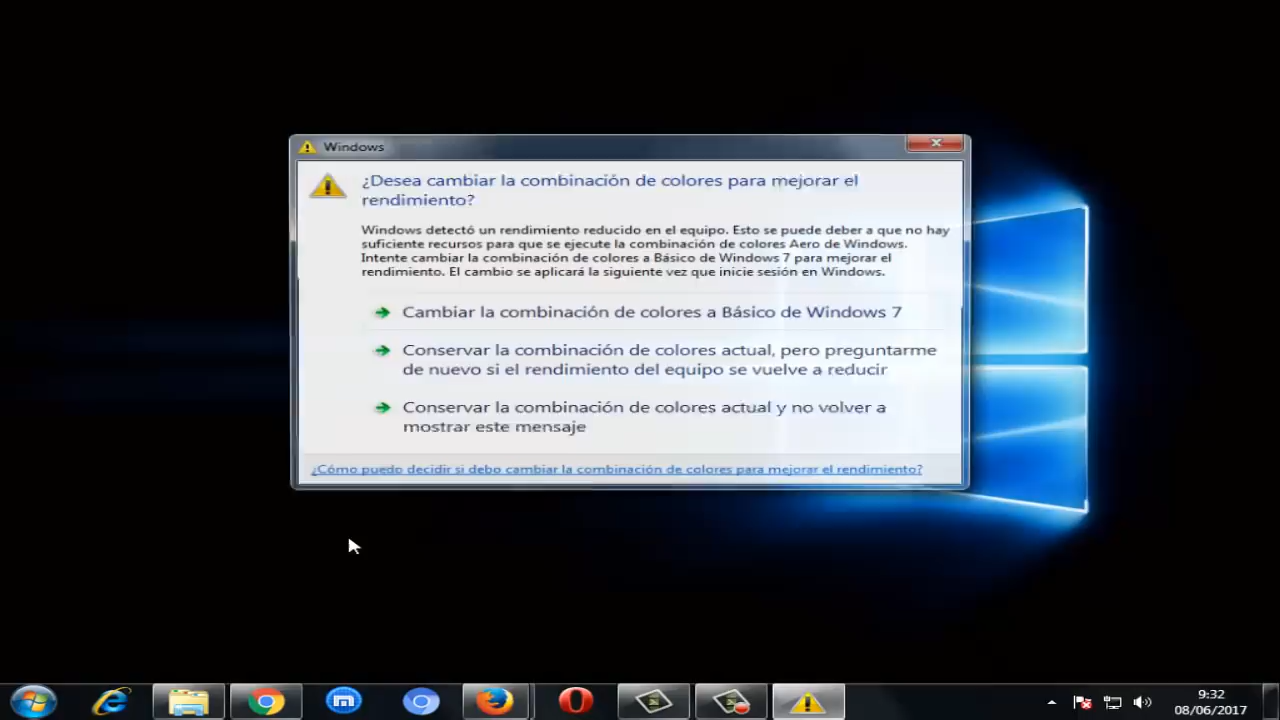 Windows
¿Desea cambiar la combinación de colores para mejorar el
rendimiento?
Windows detectó un rendimiento reducido en el equipo. Esto se puede deber a que no hay
suficiente recursos para que se ejecute la combinación de colores Aero de Windows.
Intente cambiar la combinación de colores a Básico de Windows 7 para mejorar el
rendimiento. El cambio se aplicará la siguiente vez que inicie sesión en Windows.
Cambiar la combinación de colores a Básico de Windows 7
Conservar la combinación de colores actual, pero preguntarme
de nuevo si el rendimiento del equipo se vuelve a reducir
Conservar la combinación de colores actual y no volver a
mostrar este mensaje
¿Cómo puedo decidir si debo cambiar la combinación de colores para mejorar el rendimiento?
9:32
08/06/2017